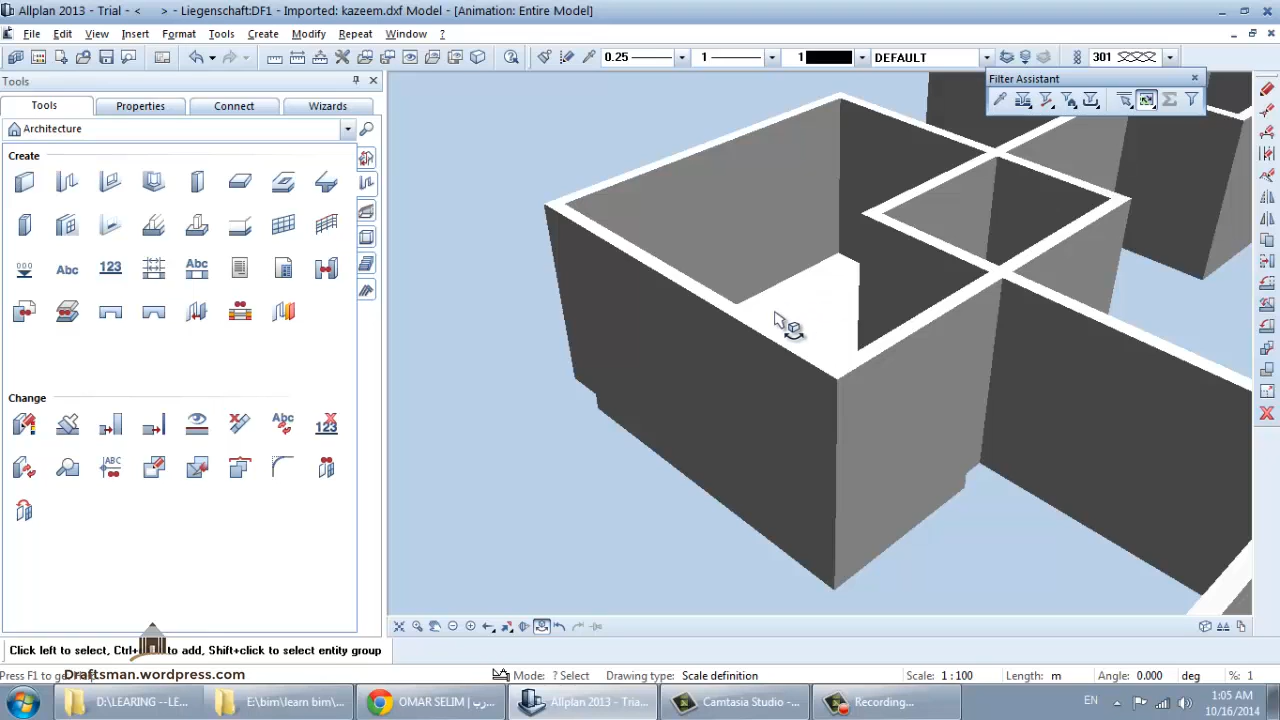 Allplan 2013 - Trial - < > - Liegenschaft:DF1 - Imported: kazeem.dxf Model - [Animation: Entire Model]
File Edit View Insert Format Tools Create Modify Repeat Window ?
0.25 1 1 DEFAULT 301
Tools
Filter Assistant
Tools Properties Connect Wizards
Architecture
Create
Abc 123 Abc
Change
Abc 123
ABC
Click left to select, Ctrl+ to add, Shift+click to select entity group
Press F1 to ge
Draftsman.wordpress.com
Mode: ? Select Drawing type: Scale definition Scale: 1:100 Length: m Angle: 0.000 deg %: 1
D:\LEARING --LE... E:\bim\learn bim\... OMAR SELIM | رب... Allplan 2013 - Tria... Camtasia Studio -... Recording... EN 1:05 AM
10/16/2014